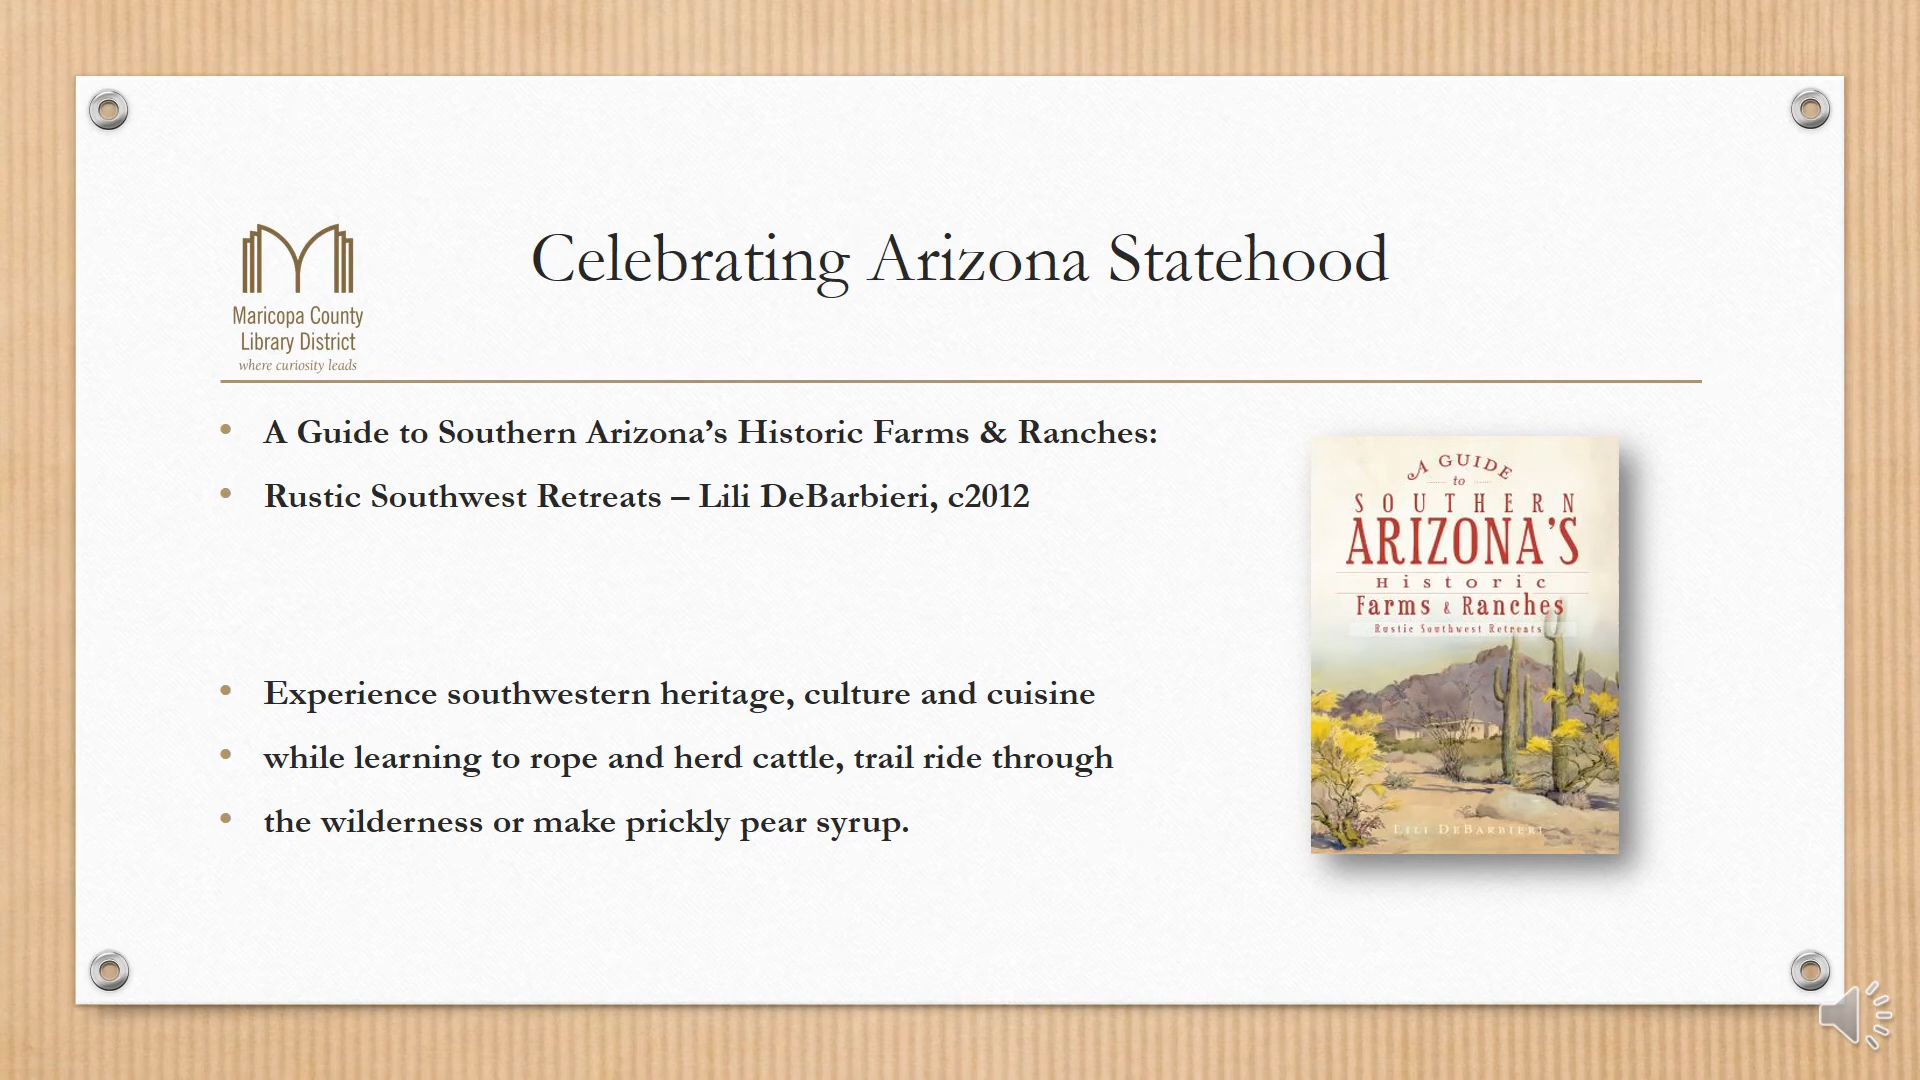 Celebrating Arizona Statehood
Maricopa County
Library District
where curiosity leads
• A Guide to Southern Arizona’s Historic Farms & Ranches:
• Rustic Southwest Retreats – Lili DeBarbieri, c2012
• Experience southwestern heritage, culture and cuisine
• while learning to rope and herd cattle, trail ride through
• the wilderness or make prickly pear syrup.
A GUIDE
to
SOUTHERN
ARIZONA’S
Historic
Farms & Ranches
Rustic Southwest Retreats
LILI DEBARBIERI